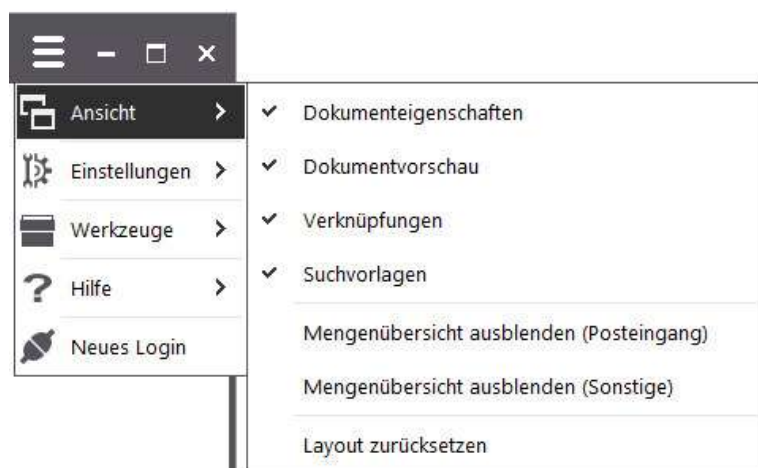 Ansicht
Einstellungen
Werkzeuge
Hilfe
Neues Login
Dokumenteigenschaften
Dokumentvorschau
Verknüpfungen
Suchvorlagen
Mengenübersicht ausblenden (Posteingang)
Mengenübersicht ausblenden (Sonstige)
Layout zurücksetzen